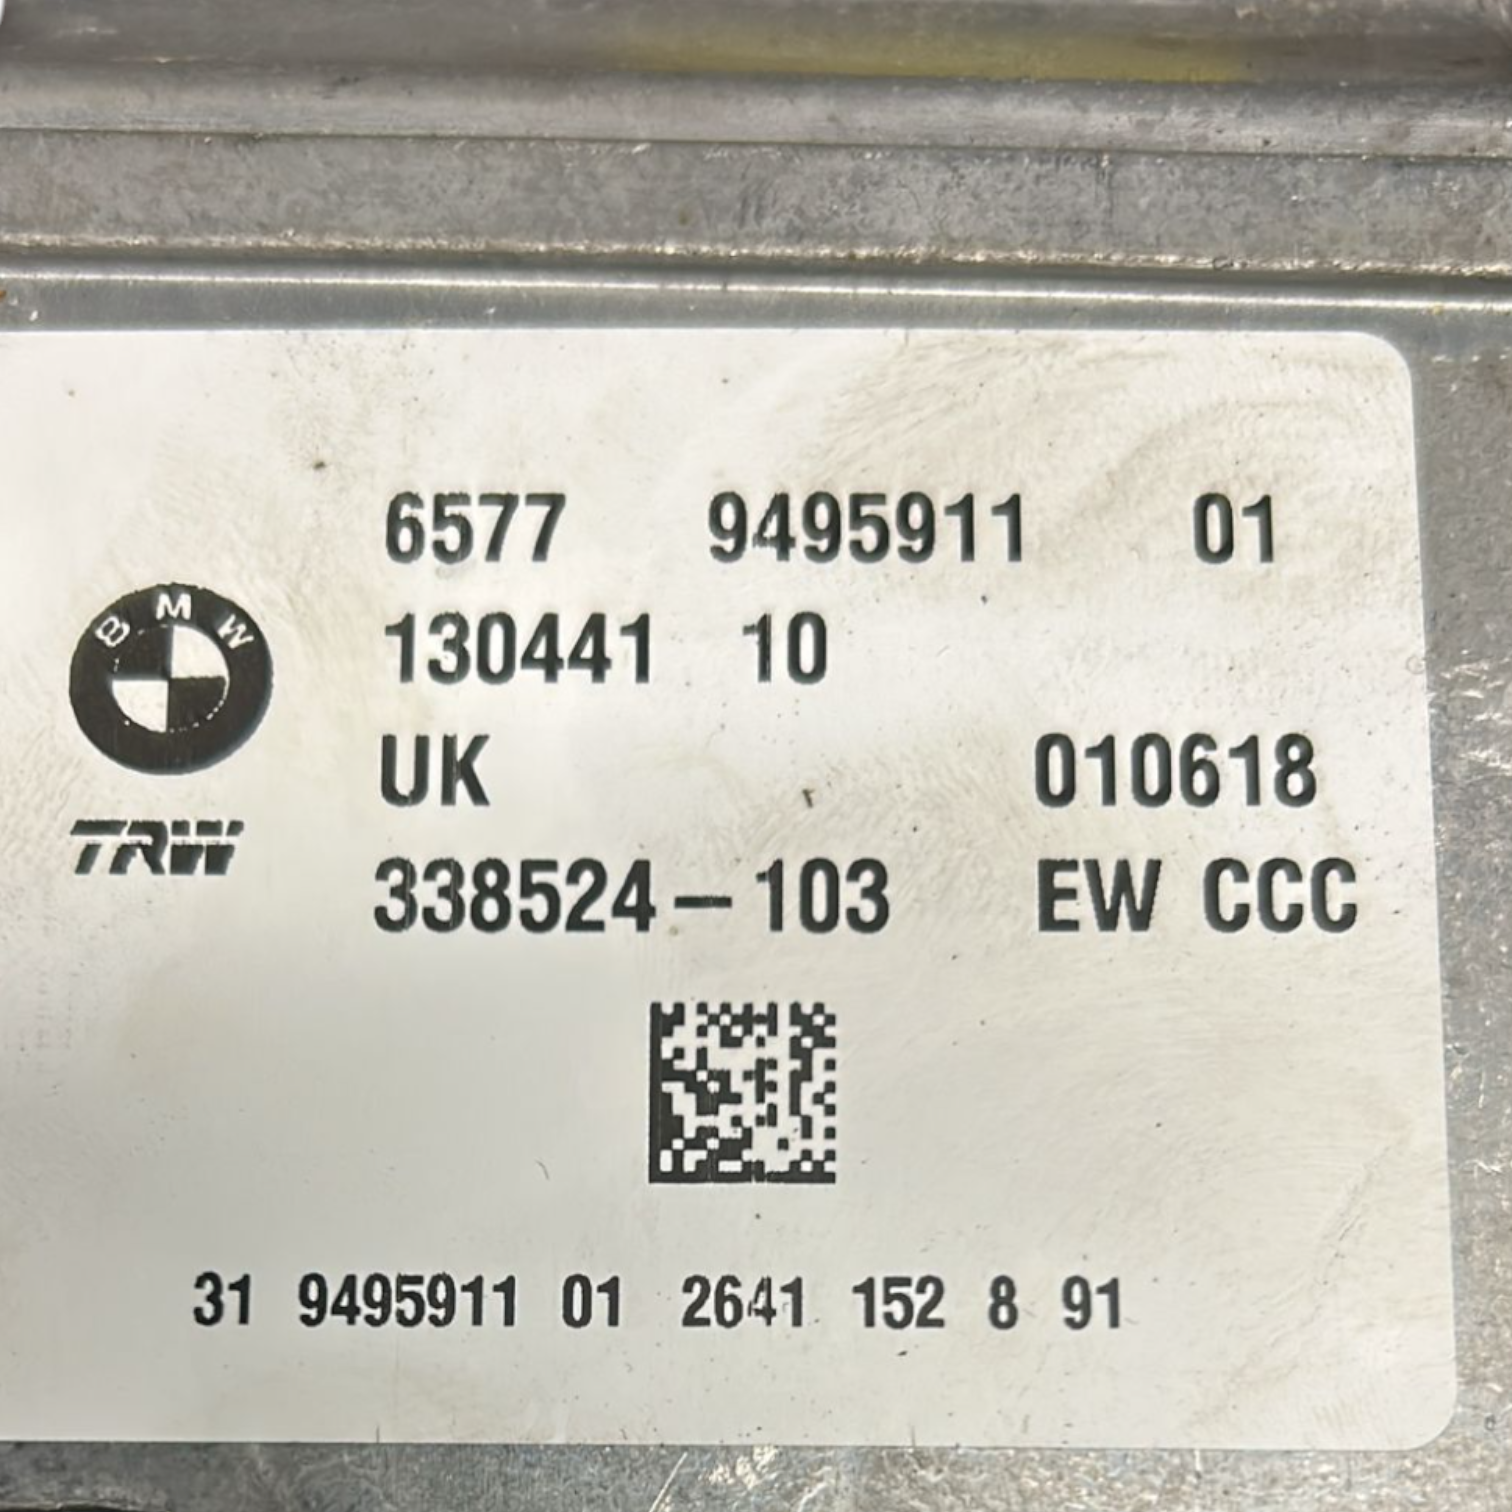 6577 9495911 01
130441 10
BMW
UK 010618
TRW
338524-103 EW CCC
31 9495911 01 2641 152 8 91